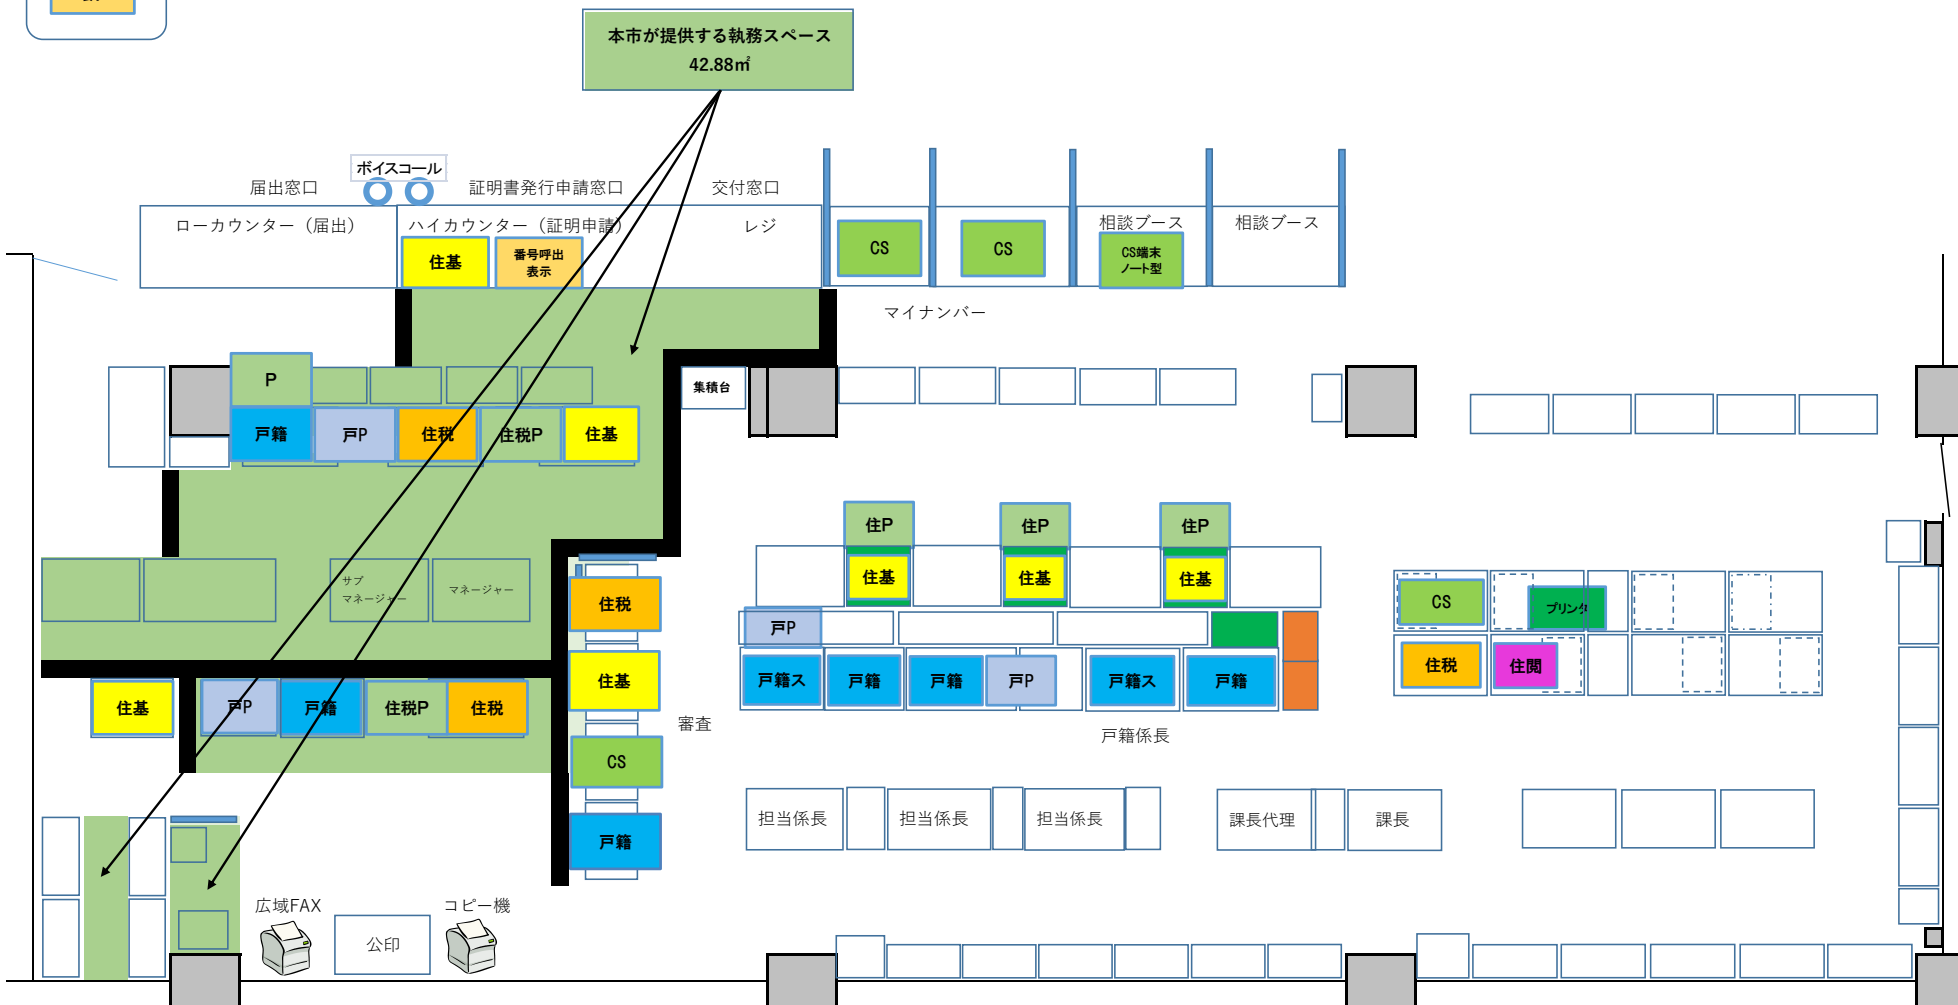 本市が提供する執務スペース
42.88㎡
ボイスコール
届出窓口
証明書発行申請窓口
交付窓口
ローカウンター（届出）
ハイカウンター（証明申請）
レジ
相談ブース
相談ブース
住基
番号呼出
表示
CS
CS
CS端末
ノート型
マイナンバー
P
集積台
戸籍
戸P
住税
住税P
住基
住P
住P
住P
住基
住基
住基
サブ
マネージャー
マネージャー
住税
CS
プリンタ
戸P
住基
戸籍ス
戸籍
戸籍
戸P
戸籍ス
戸籍
住税
住閲
住基
戸P
戸籍
住税P
住税
審査
戸籍係長
CS
担当係長
担当係長
担当係長
課長代理
課長
戸籍
広域FAX
コピー機
公印